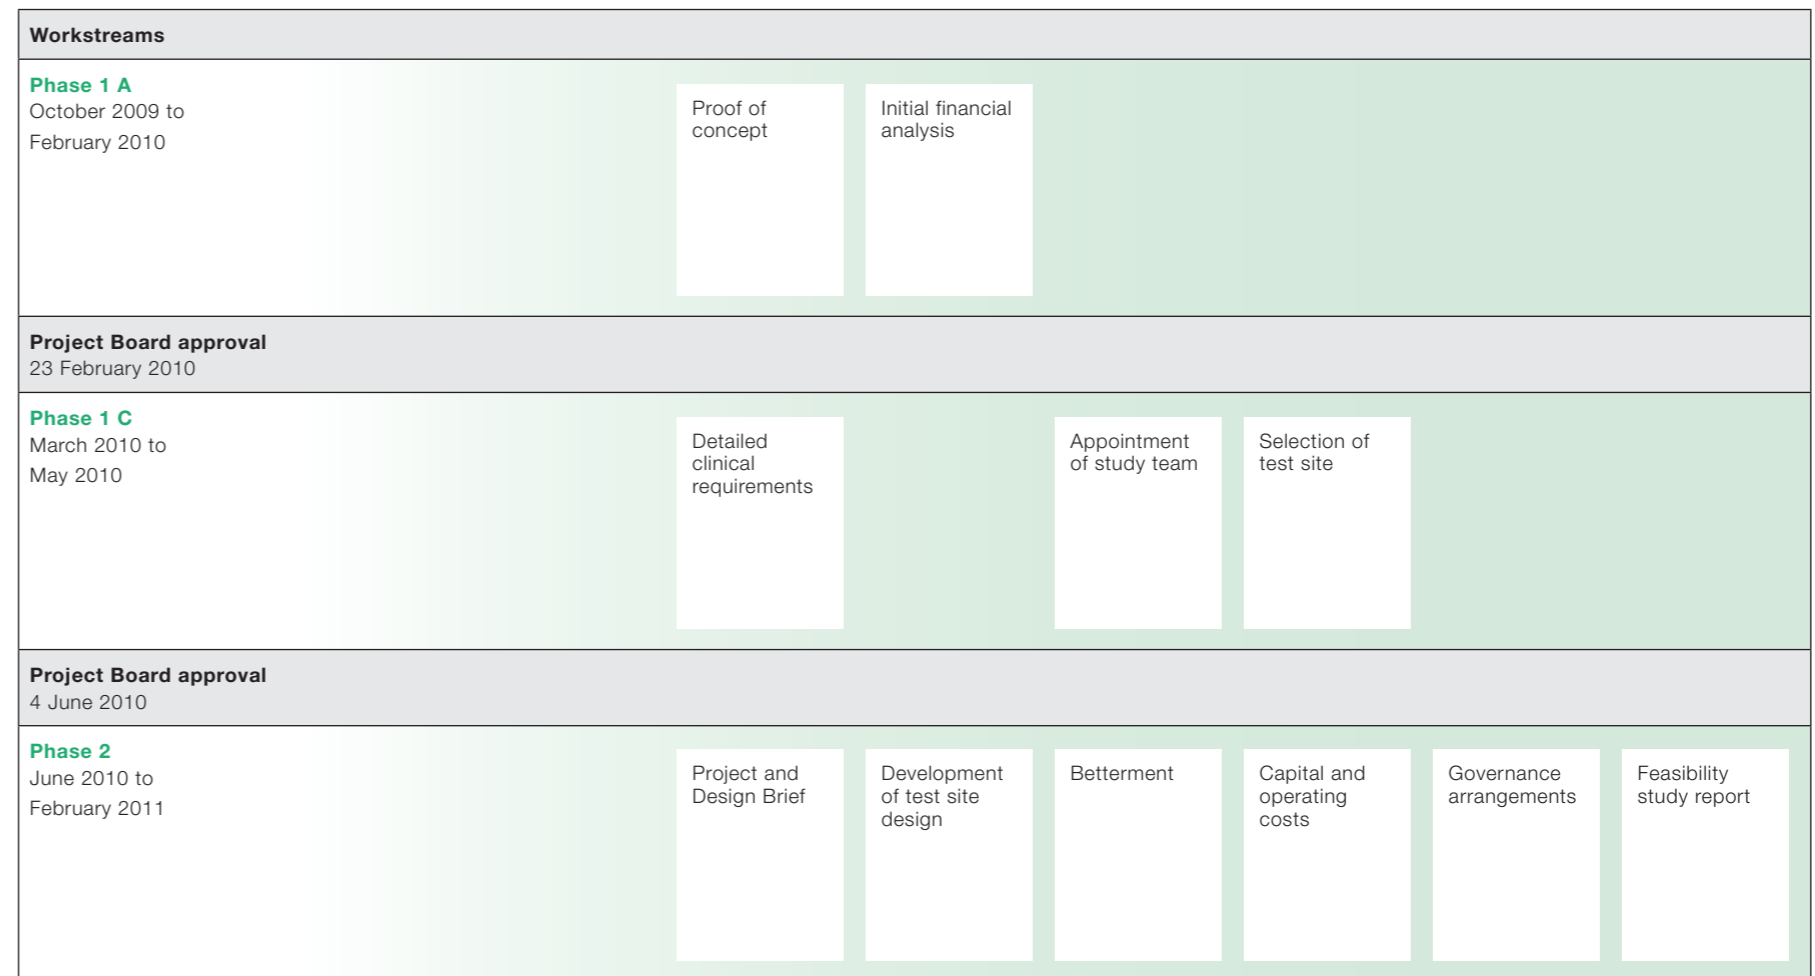 Workstreams
Phase 1 A
October 2009 to
February 2010
Proof of
concept
Initial financial
analysis
Project Board approval
23 February 2010
Phase 1 C
March 2010 to
May 2010
Detailed
clinical
requirements
Appointment
of study team
Selection of
test site
Project Board approval
4 June 2010
Phase 2
June 2010 to
February 2011
Project and
Design Brief
Development
of test site
design
Betterment
Capital and
operating
costs
Governance
arrangements
Feasibility
study report